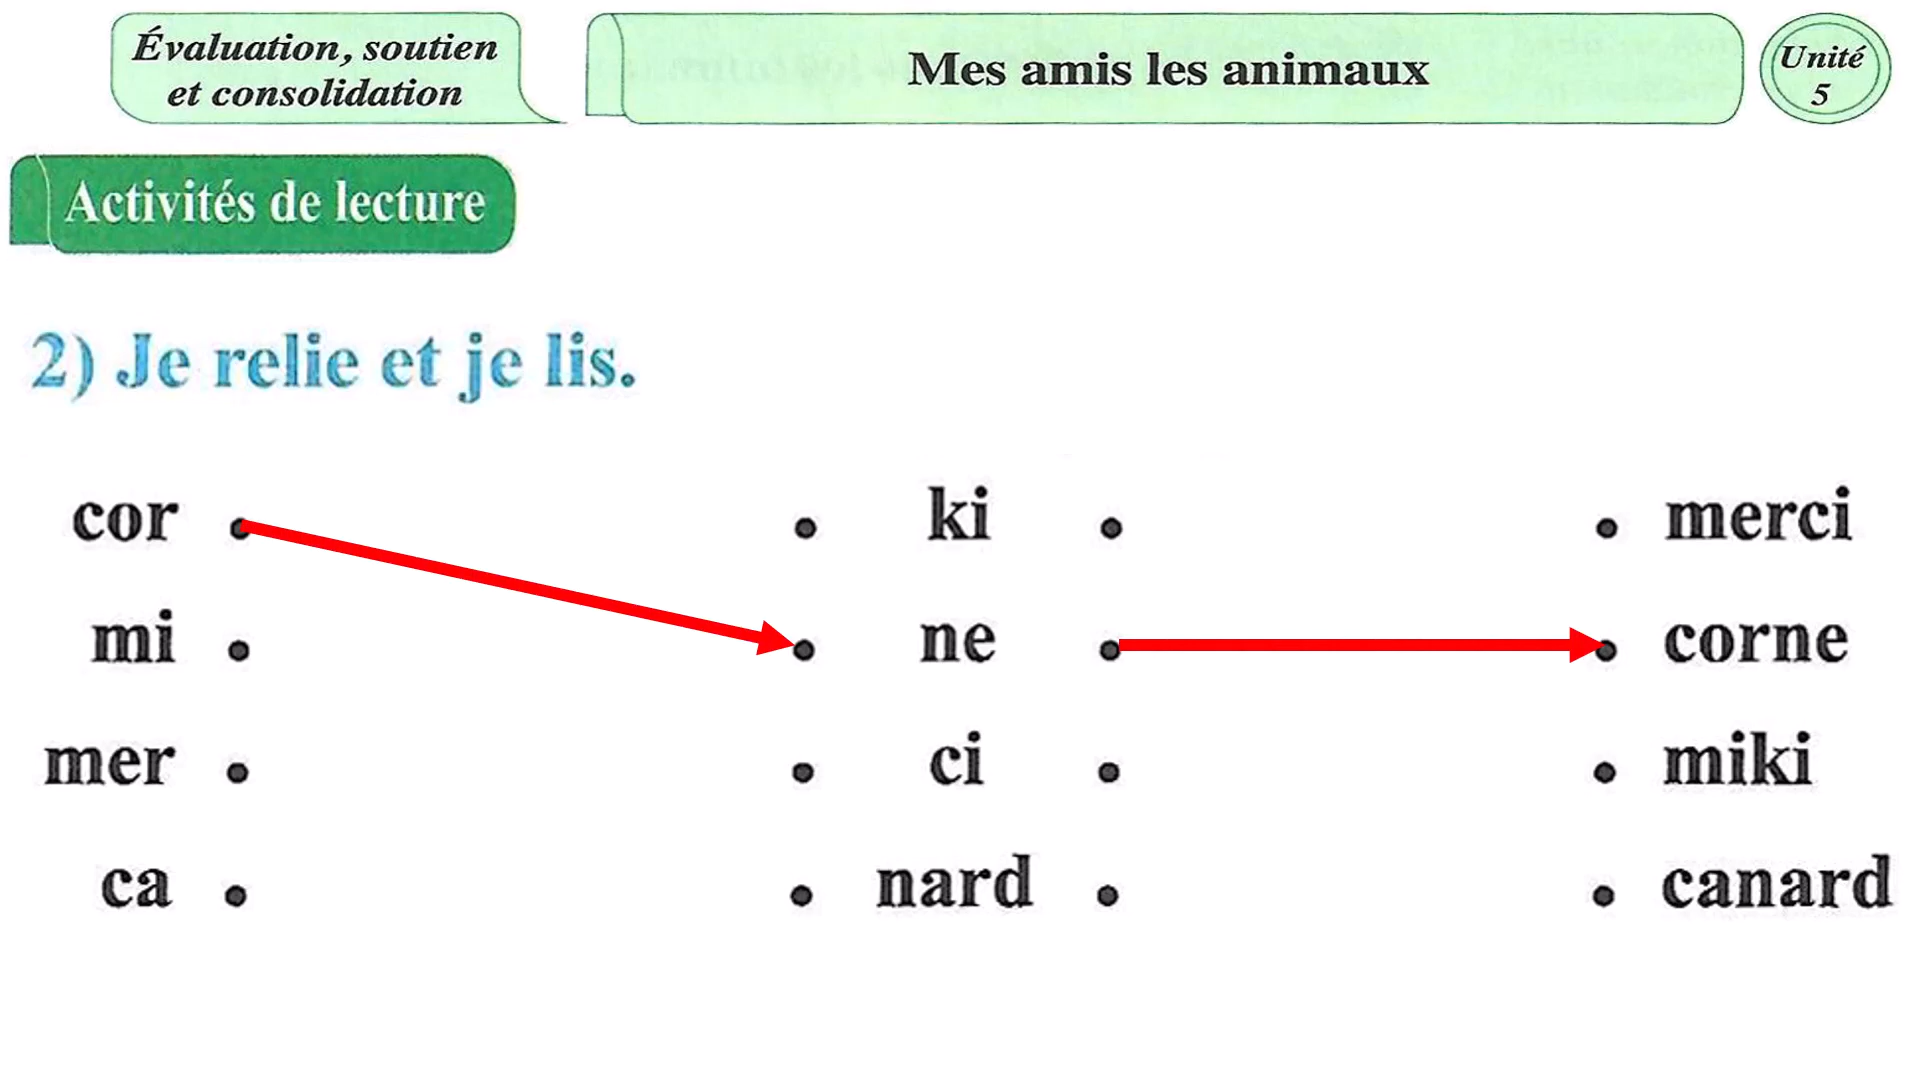 Évaluation, soutien
et consolidation
Mes amis les animaux
Unité
5
Activités de lecture
2) Je relie et je lis.
cor ki merci
mi ne corne
mer ci miki
ca nard canard